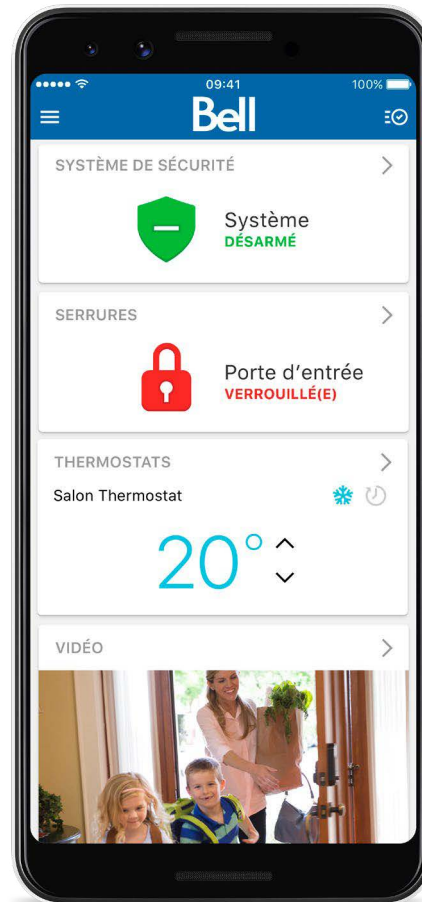 09:41
100%
Bell
SYSTÈME DE SÉCURITÉ
Système
DÉSARMÉ
SERRURES
Porte d'entrée
VERROUILLÉ(E)
THERMOSTATS
Salon Thermostat
20°
VIDÉO